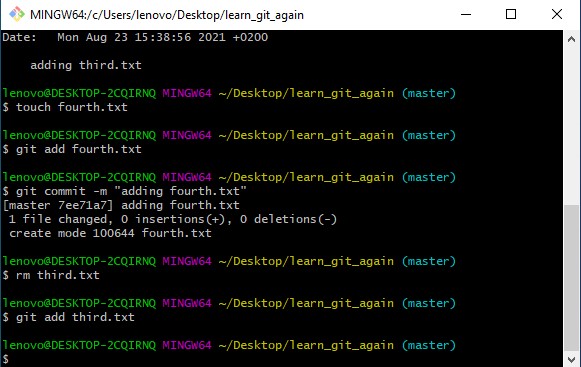 MINGW64:/c/Users/lenovo/Desktop/learn_git_again
Date:   Mon Aug 23 15:38:56 2021 +0200
    adding third.txt
lenovo@DESKTOP-2CQIRNQ MINGW64 ~/Desktop/learn_git_again (master)
$ touch fourth.txt
lenovo@DESKTOP-2CQIRNQ MINGW64 ~/Desktop/learn_git_again (master)
$ git add fourth.txt
lenovo@DESKTOP-2CQIRNQ MINGW64 ~/Desktop/learn_git_again (master)
$ git commit -m "adding fourth.txt"
[master 7ee71a7] adding fourth.txt
 1 file changed, 0 insertions(+), 0 deletions(-)
 create mode 100644 fourth.txt
lenovo@DESKTOP-2CQIRNQ MINGW64 ~/Desktop/learn_git_again (master)
$ rm third.txt
lenovo@DESKTOP-2CQIRNQ MINGW64 ~/Desktop/learn_git_again (master)
$ git add third.txt
lenovo@DESKTOP-2CQIRNQ MINGW64 ~/Desktop/learn_git_again (master)
$